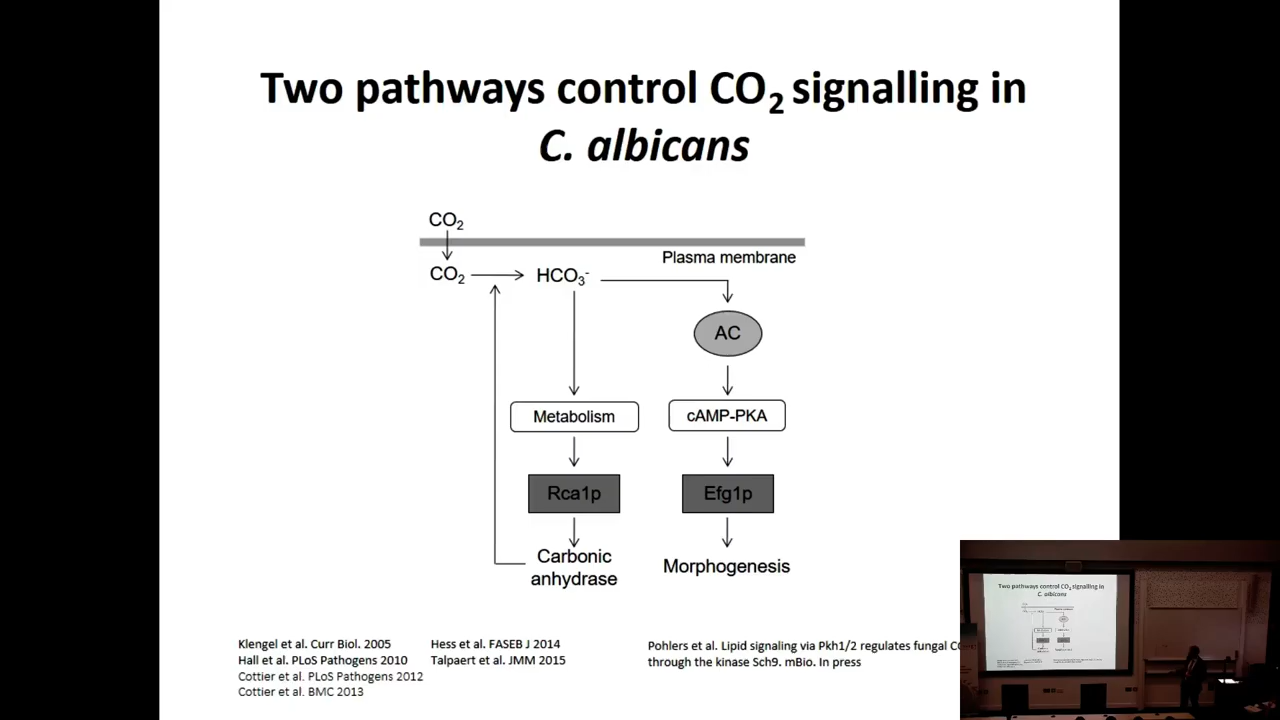 Two pathways control CO₂ signalling in
C. albicans
CO₂
Plasma membrane
CO₂
HCO₃⁻
AC
Metabolism
cAMP-PKA
Rca1p
Efg1p
Carbonic
anhydrase
Morphogenesis
Klengel et al. Curr Biol. 2005
Hall et al. PLoS Pathogens 2010
Cottier et al. PLoS Pathogens 2012
Cottier et al. BMC 2013
Hess et al. FASEB J 2014
Talpaert et al. JMM 2015
Pohlers et al. Lipid signaling via Pkh1/2 regulates fungal
through the kinase Sch9. mBio. In press
Two pathways control CO₂ signalling in
C. albicans